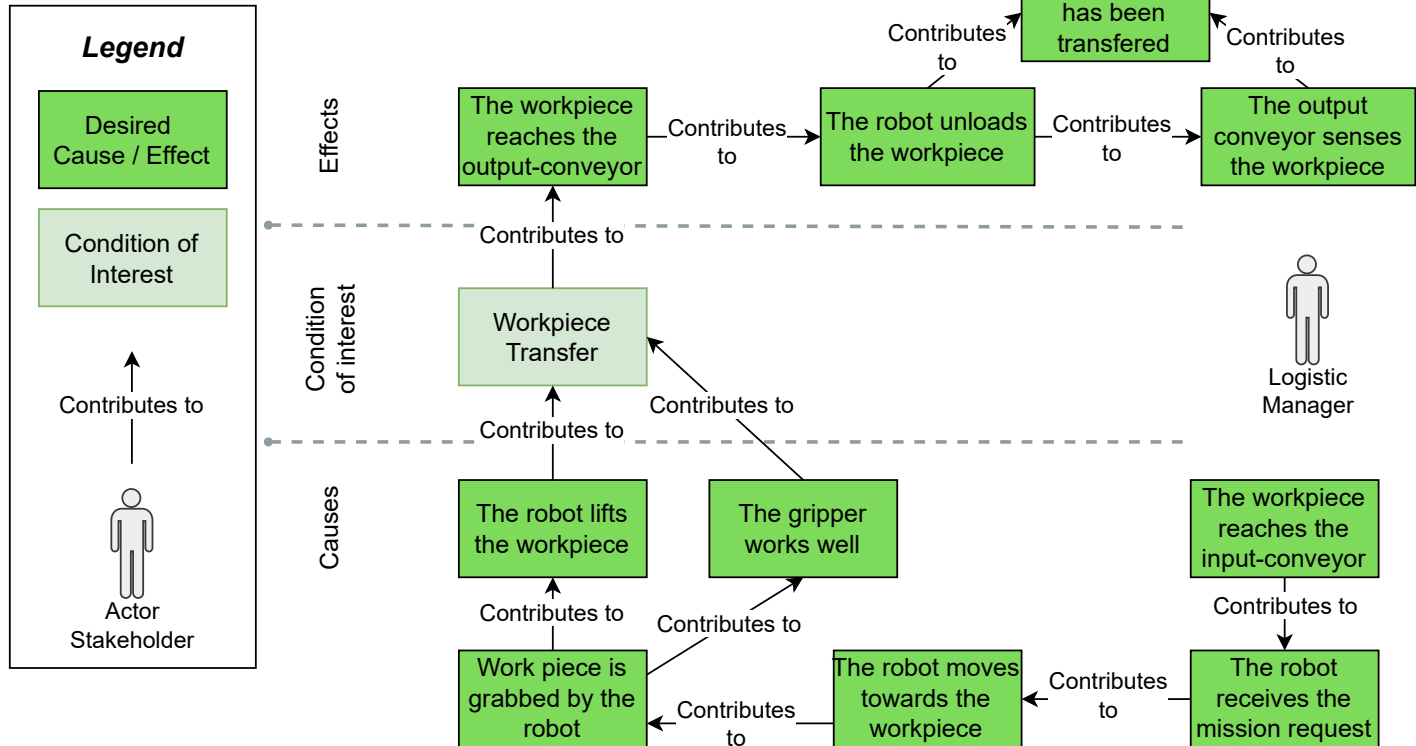 Legend
Desired
Cause / Effect
Condition of
Interest
Contributes to
Actor
Stakeholder
Effects
has been
transfered
Contributes
to
Contributes
to
The workpiece
reaches the
output-conveyor
Contributes
to
The robot unloads
the workpiece
Contributes
to
The output
conveyor senses
the workpiece
Contributes to
Condition
of interest
Workpiece
Transfer
Contributes to
Contributes to
Logistic
Manager
Causes
The robot lifts
the workpiece
The gripper
works well
The workpiece
reaches the
input-conveyor
Contributes to
Contributes to
Contributes to
Work piece is
grabbed by the
robot
Contributes
to
The robot moves
towards the
workpiece
Contributes
to
The robot
receives the
mission request